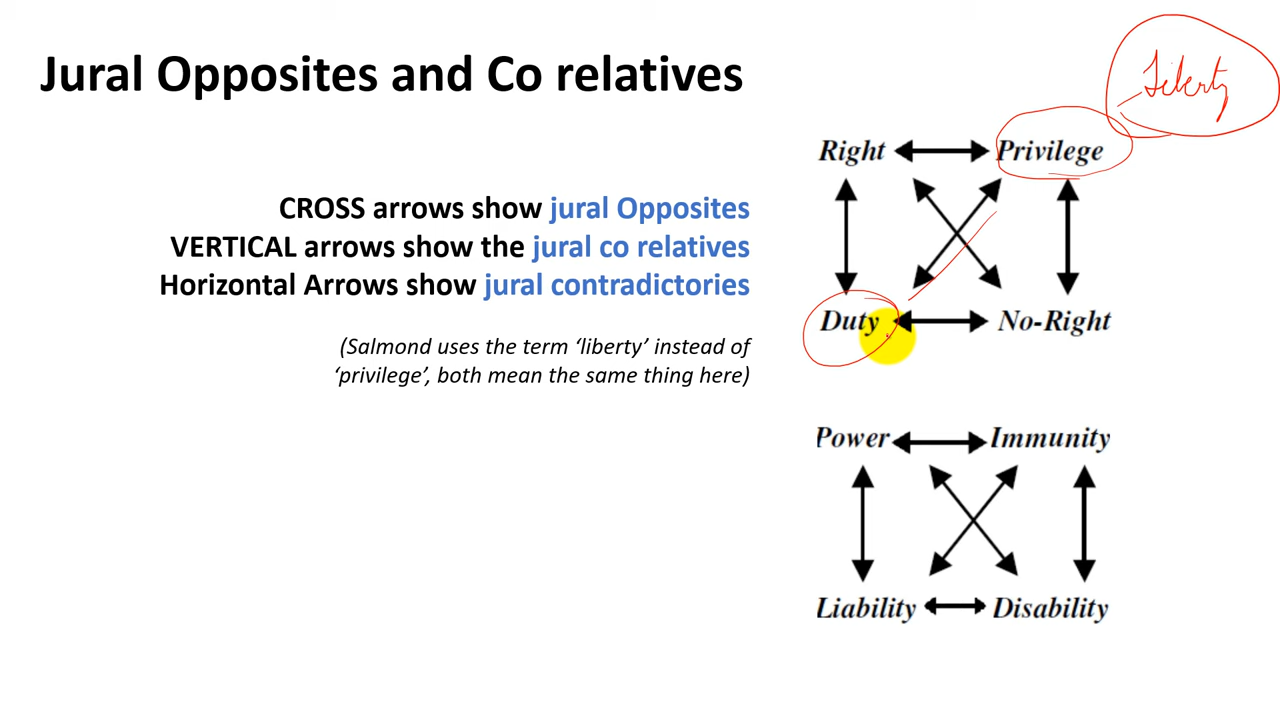 Jural Opposites and Co relatives
Liberty
CROSS arrows show jural Opposites
VERTICAL arrows show the jural co relatives
Horizontal Arrows show jural contradictories
(Salmond uses the term ‘liberty’ instead of
‘privilege’, both mean the same thing here)
Right Privilege
Duty No-Right
Power Immunity
Liability Disability